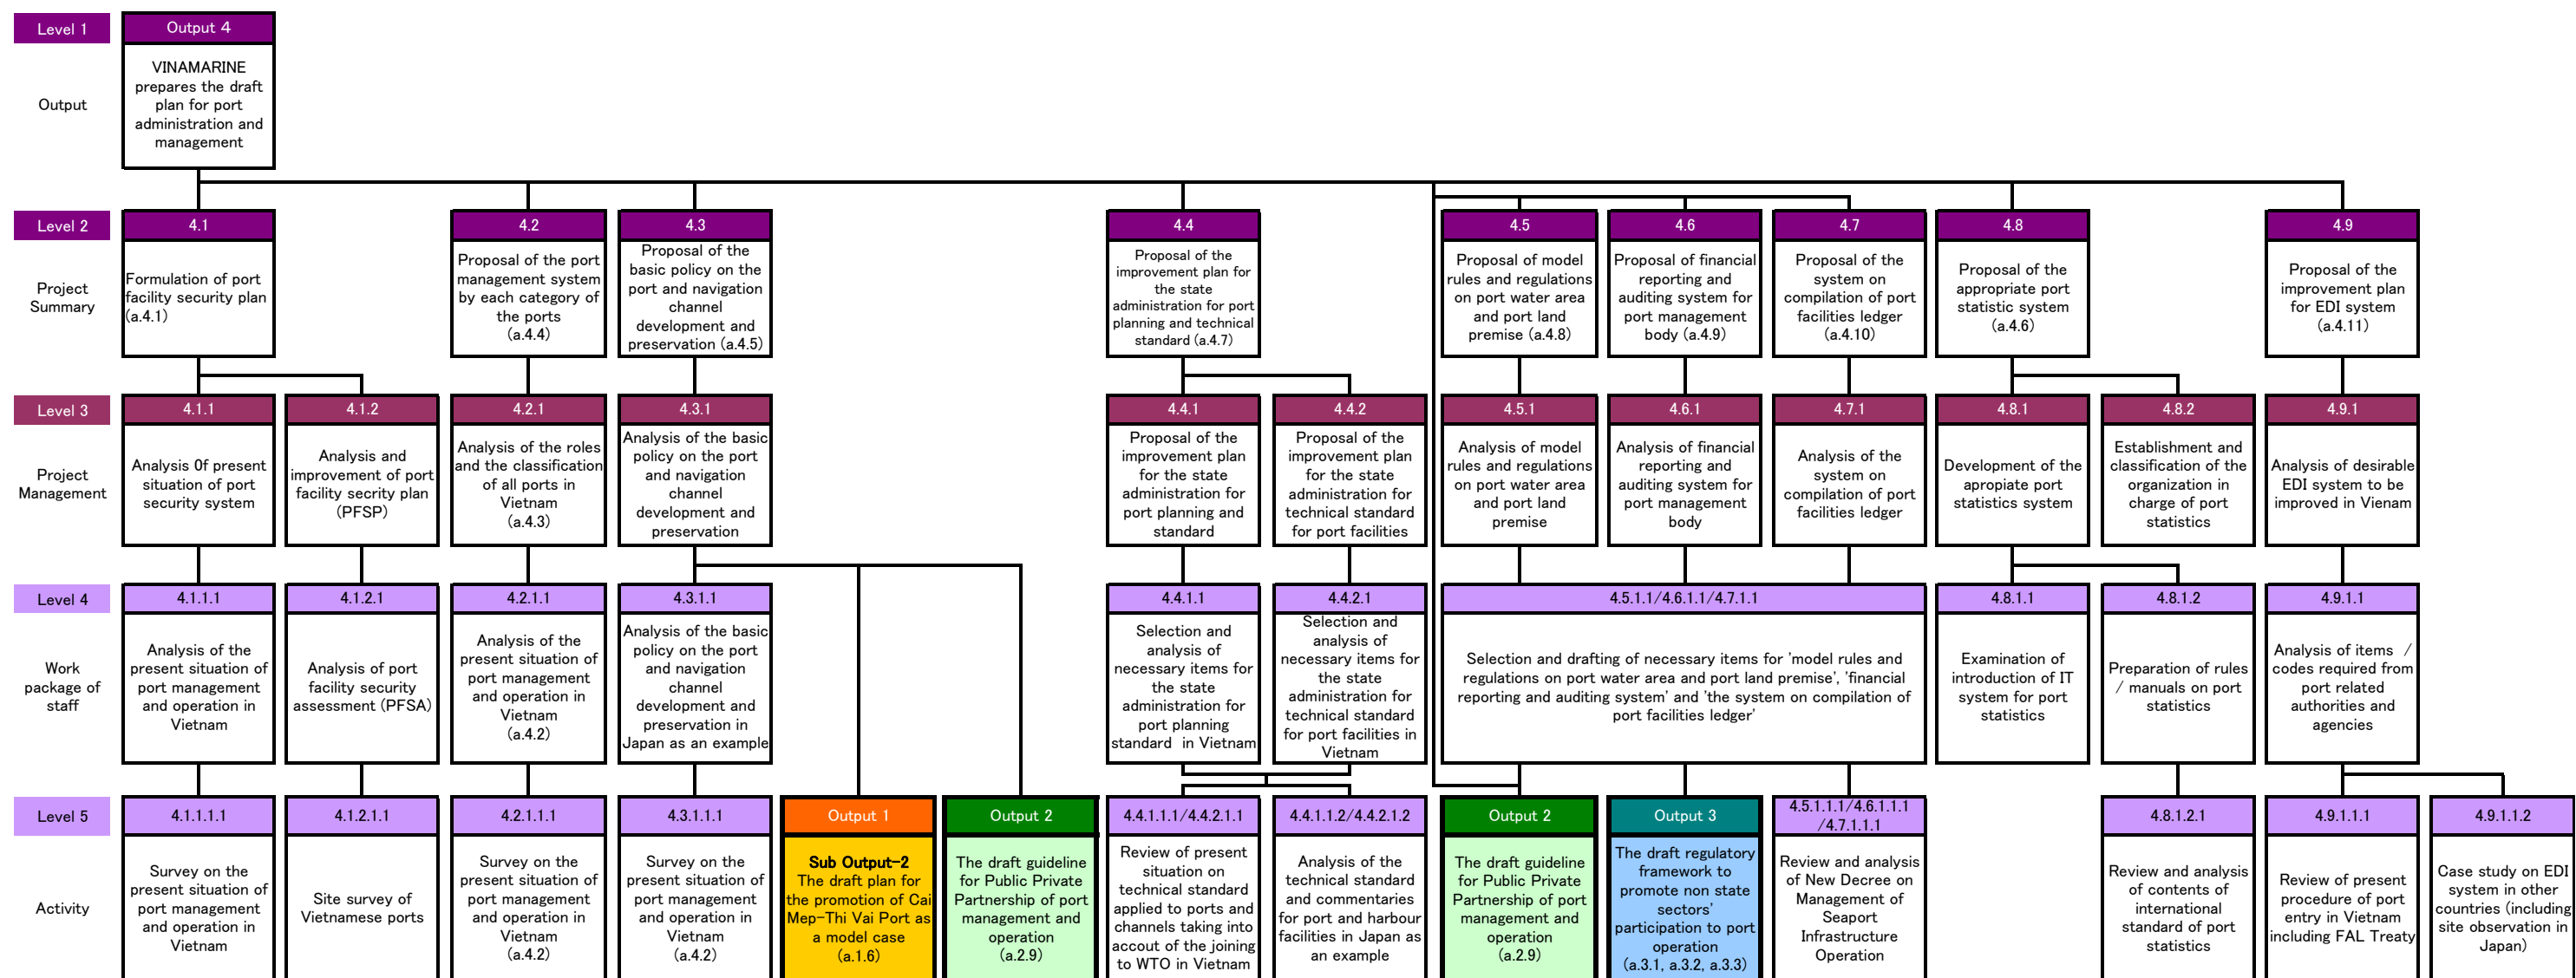 Level 1
Output 4
Output
VINAMARINE
prepares the draft
plan for port
administration and
management
Level 2
4.1
4.2
4.3
4.4
4.5
4.6
4.7
4.8
4.9
Project
Summary
Formulation of port
facility security plan
(a.4.1)
Proposal of the port
management system
by each category of
the ports
(a.4.4)
Proposal of the
basic policy on the
port and navigation
channel
development and
preservation (a.4.5)
Proposal of the
improvement plan for
the state
administration for port
planning and technical
standard (a.4.7)
Proposal of model
rules and regulations
on port water area
and port land
premise (a.4.8)
Proposal of financial
reporting and
auditing system for
port management
body (a.4.9)
Proposal of the
system on
compilation of port
facilities ledger
(a.4.10)
Proposal of the
appropriate port
statistic system
(a.4.6)
Proposal of the
improvement plan
for EDI system
(a.4.11)
Level 3
4.1.1
4.1.2
4.2.1
4.3.1
4.4.1
4.4.2
4.5.1
4.6.1
4.7.1
4.8.1
4.8.2
4.9.1
Project
Management
Analysis 0f present
situation of port
security system
Analysis and
improvement of port
facility secrity plan
(PFSP)
Analysis of the roles
and the classification
of all ports in
Vietnam
(a.4.3)
Analysis of the basic
policy on the port
and navigation
channel
development and
preservation
Proposal of the
improvement plan
for the state
administration for
port planning and
standard
Proposal of the
improvement plan
for the state
administration for
technical standard
for port facilities
Analysis of model
rules and regulations
on port water area
and port land
premise
Analysis of financial
reporting and
auditing system for
port management
body
Analysis of the
system on
compilation of port
facilities ledger
Development of the
apropiate port
statistics system
Establishment and
classification of the
organization in
charge of port
statistics
Analysis of desirable
EDI system to be
improved in Vienam
Level 4
4.1.1.1
4.1.2.1
4.2.1.1
4.3.1.1
4.4.1.1
4.4.2.1
4.5.1.1/4.6.1.1/4.7.1.1
4.8.1.1
4.8.1.2
4.9.1.1
Work
package of
staff
Analysis of the
present situation of
port management
and operation in
Vietnam
Analysis of port
facility security
assessment (PFSA)
Analysis of the
present situation of
port management
and operation in
Vietnam
(a.4.2)
Analysis of the basic
policy on the port
and navigation
channel
development and
preservation in
Japan as an example
Selection and
analysis of
necessary items for
the state
administration for
port planning
standard in Vietnam
Selection and
analysis of
necessary items for
the state
administration for
technical standard
for port facilities in
Vietnam
Selection and drafting of necessary items for 'model rules and
regulations on port water area and port land premise', 'financial
reporting and auditing system' and 'the system on compilation of
port facilities ledger'
Examination of
introduction of IT
system for port
statistics
Preparation of rules
/ manuals on port
statistics
Analysis of items /
codes required from
port related
authorities and
agencies
Level 5
4.1.1.1.1
4.1.2.1.1
4.2.1.1.1
4.3.1.1.1
Output 1
Output 2
4.4.1.1.1/4.4.2.1.1
4.4.1.1.2/4.4.2.1.2
Output 2
Output 3
4.5.1.1.1/4.6.1.1.1
/4.7.1.1.1
4.8.1.2.1
4.9.1.1.1
4.9.1.1.2
Activity
Survey on the
present situation of
port management
and operation in
Vietnam
Site survey of
Vietnamese ports
Survey on the
present situation of
port management
and operation in
Vietnam
(a.4.2)
Survey on the
present situation of
port management
and operation in
Vietnam
(a.4.2)
Sub Output-2
The draft plan for
the promotion of Cai
Mep-Thi Vai Port as
a model case
(a.1.6)
The draft guideline
for Public Private
Partnership of port
management and
operation
(a.2.9)
Review of present
situation on
technical standard
applied to ports and
channels taking into
accout of the joining
to WTO in Vietnam
Analysis of the
technical standard
and commentaries
for port and harbour
facilities in Japan as
an example
The draft guideline
for Public Private
Partnership of port
management and
operation
(a.2.9)
The draft regulatory
framework to
promote non state
sectors'
participation to port
operation
(a.3.1, a.3.2, a.3.3)
Review and analysis
of New Decree on
Management of
Seaport
Infrastructure
Operation
Review and analysis
of contents of
international
standard of port
statistics
Review of present
procedure of port
entry in Vietnam
including FAL Treaty
Case study on EDI
system in other
countries (including
site observation in
Japan)